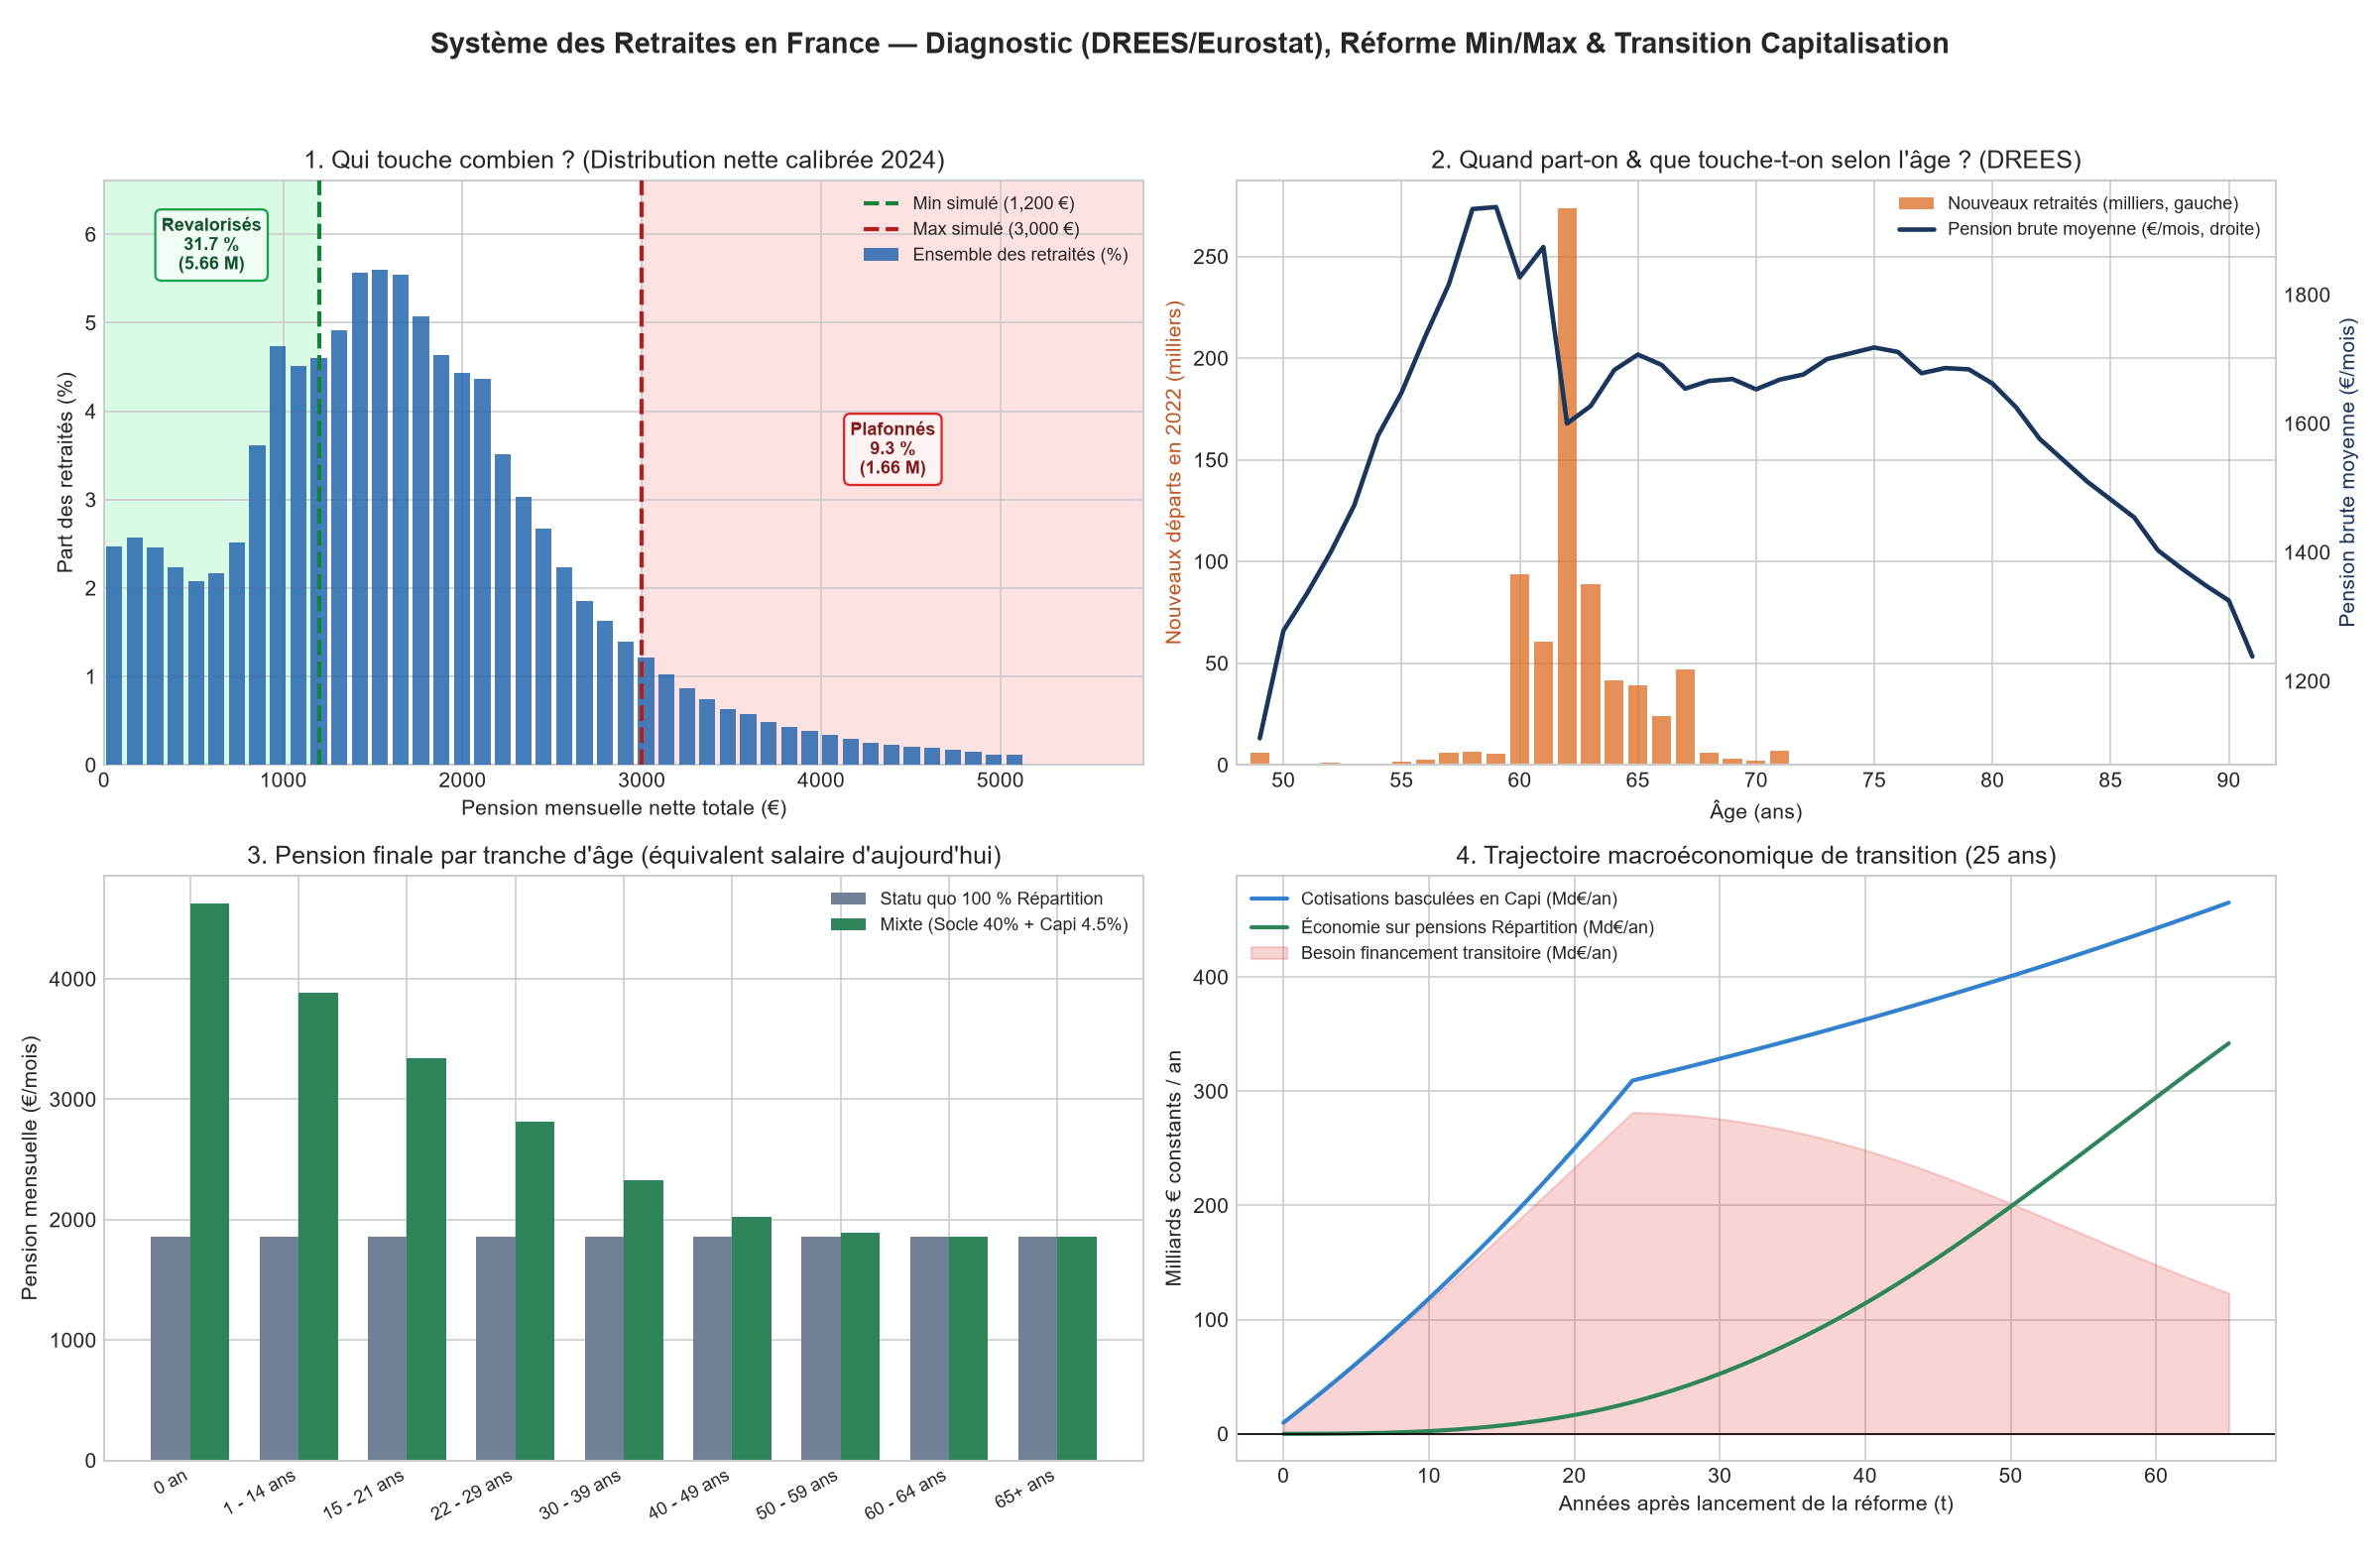 Système des Retraites en France — Diagnostic (DREES/Eurostat), Réforme Min/Max & Transition Capitalisation
1. Qui touche combien ? (Distribution nette calibrée 2024)
Revalorisés
31.7 %
(5.66 M)
Min simulé (1,200 €)
Max simulé (3,000 €)
Ensemble des retraités (%)
Plafonnés
9.3 %
(1.66 M)
Part des retraités (%)
6
5
4
3
2
1
0
0 1000 2000 3000 4000 5000
Pension mensuelle nette totale (€)
2. Quand part-on & que touche-t-on selon l'âge ? (DREES)
Nouveaux retraités (milliers, gauche)
Pension brute moyenne (€/mois, droite)
Nouveaux départs en 2022 (milliers)
250
200
150
100
50
0
1800
1600
1400
1200
Pension brute moyenne (€/mois)
50 55 60 65 70 75 80 85 90
Âge (ans)
3. Pension finale par tranche d'âge (équivalent salaire d'aujourd'hui)
Statu quo 100 % Répartition
Mixte (Socle 40% + Capi 4.5%)
Pension mensuelle (€/mois)
4000
3000
2000
1000
0
0 an 1 - 14 ans 15 - 21 ans 22 - 29 ans 30 - 39 ans 40 - 49 ans 50 - 59 ans 60 - 64 ans 65+ ans
4. Trajectoire macroéconomique de transition (25 ans)
Cotisations basculées en Capi (Md€/an)
Économie sur pensions Répartition (Md€/an)
Besoin financement transitoire (Md€/an)
Milliards € constants / an
400
300
200
100
0
0 10 20 30 40 50 60
Années après lancement de la réforme (t)